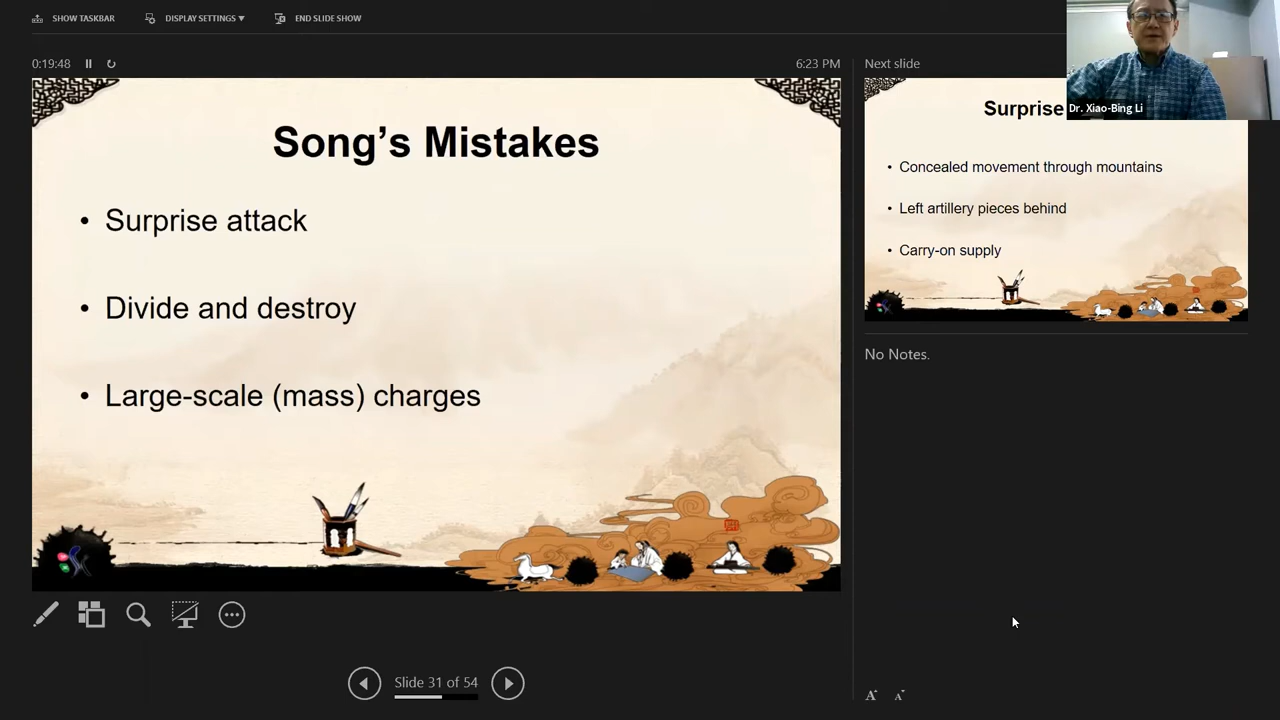 SHOW TASKBAR
DISPLAY SETTINGS ▾
END SLIDE SHOW
0:19:48
6:23 PM
Song's Mistakes
• Surprise attack
• Divide and destroy
• Large-scale (mass) charges
Slide 31 of 54
Next slide
Dr. Xiao-Bing Li
Surprise
• Concealed movement through mountains
• Left artillery pieces behind
• Carry-on supply
No Notes.
A A